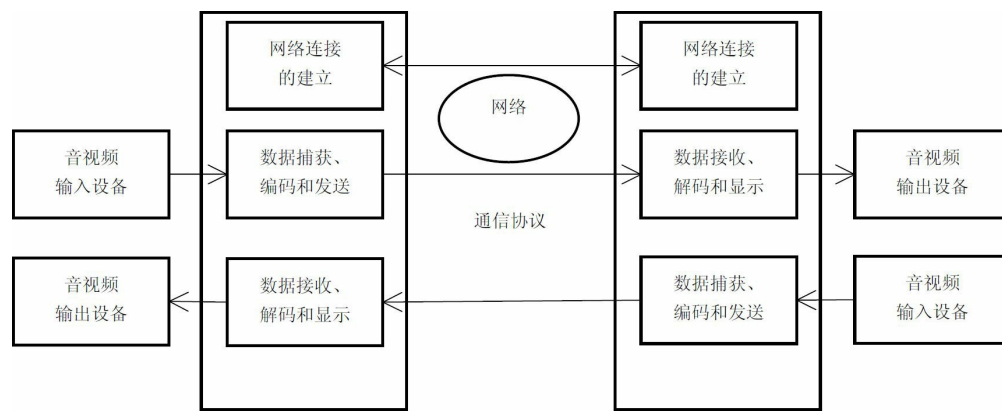 网络连接
的建立
网络连接
的建立
网络
音视频
输入设备
数据捕获、
编码和发送
数据接收、
解码和显示
音视频
输出设备
通信协议
音视频
输出设备
数据接收、
解码和显示
数据捕获、
编码和发送
音视频
输入设备